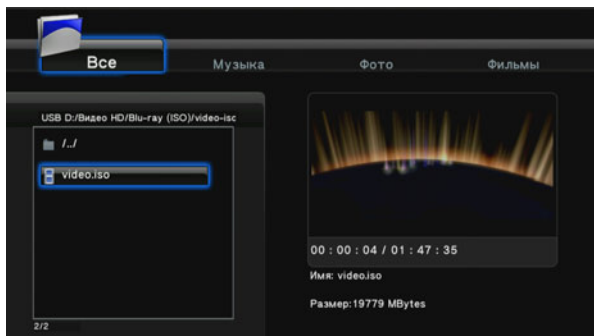 Все Музыка Фото Фильмы
USB D:/Видео HD/Blu-ray (ISO)/video-isc
/../
video.iso
00 : 00 : 04 / 01 : 47 : 35
Имя: video.iso
Размер:19779 MBytes
2/2